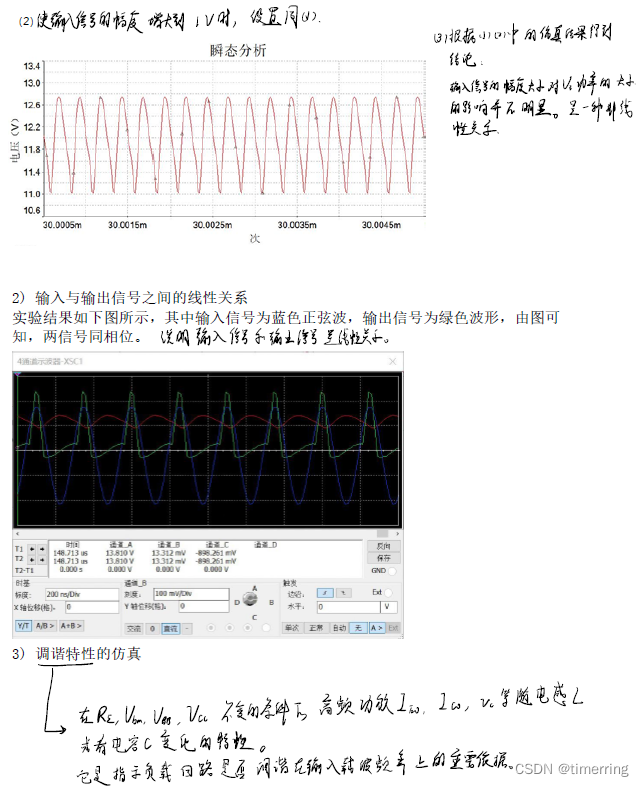 (2) 使输入信号的幅度增大到 1V时，设置同(1).
(3) 根据(1)(2)中的仿真结果得到
结论：
输入信号的幅度大小对Vc功率的大小
的影响并不明显。是一种非线
性关系.
瞬态分析
电压 (V)
13.4
13.0
12.6
12.2
11.8
11.4
11.0
10.6
30.0005m 30.0015m 30.0025m 30.0035m 30.0045m
次
2) 输入与输出信号之间的线性关系
实验结果如下图所示，其中输入信号为蓝色正弦波，输出信号为绿色波形，由图可
知，两信号同相位。 说明输入信号和输出信号呈线性关系。
4通道示波器-XSC1
时间 通道_A 通道_B 通道_C 通道_D
T1 148.713 us 13.810 V 13.312 mV -898.261 mV
T2 148.713 us 13.810 V 13.312 mV -898.261 mV
T2-T1 0.000 s 0.000 V 0.000 V 0.000 V
反向
保存
GND
时基 通道_B 触发
标度: 200 ns/Div 刻度: 100 mV/Div 边沿: Ext
X 轴位移(格): 0 Y 轴位移(格): 0 水平: 0 V
A B C D
Y/T A/B > A+B > 交流 0 直流 - 单次 正常 自动 无 A > Ext
3) 调谐特性的仿真
在RΣ, Vbm, VBB, Vcc 不变的条件下, 高频功放 Ic0, vc等随电感L
或者电容C变化的特性。
它是指示负载回路是否调谐在输入载波频率上的重要依据。
CSDN @timerring